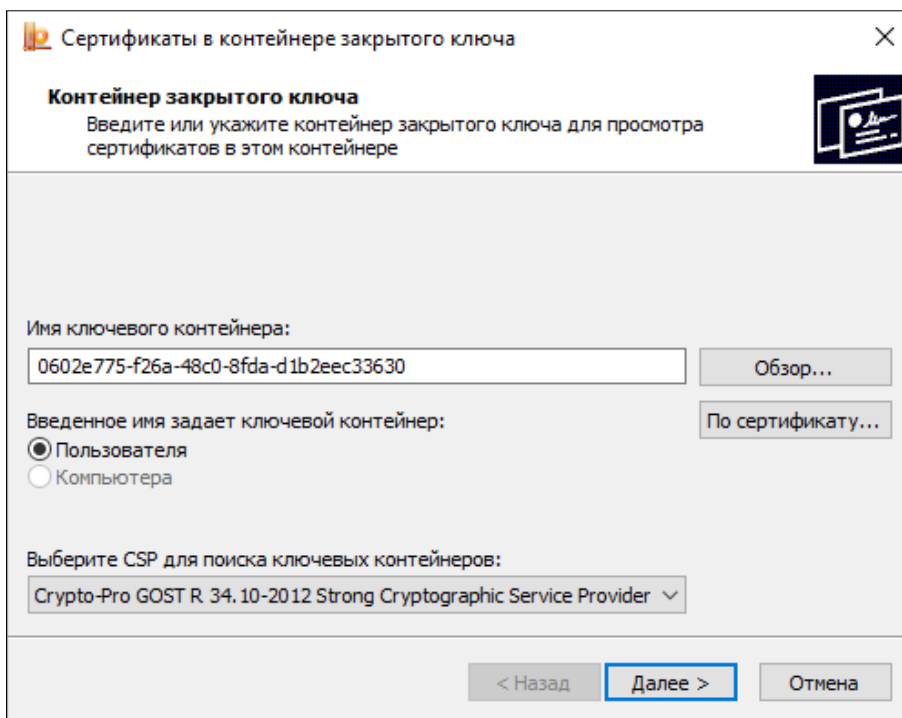 Сертификаты в контейнере закрытого ключа
Контейнер закрытого ключа
Введите или укажите контейнер закрытого ключа для просмотра
сертификатов в этом контейнере
Имя ключевого контейнера:
0602e775-f26a-48c0-8fda-d1b2eec33630
Обзор...
Введенное имя задает ключевой контейнер:
По сертификату...
Пользователя
Компьютера
Выберите CSP для поиска ключевых контейнеров:
Crypto-Pro GOST R 34.10-2012 Strong Cryptographic Service Provider
< Назад
Далее >
Отмена